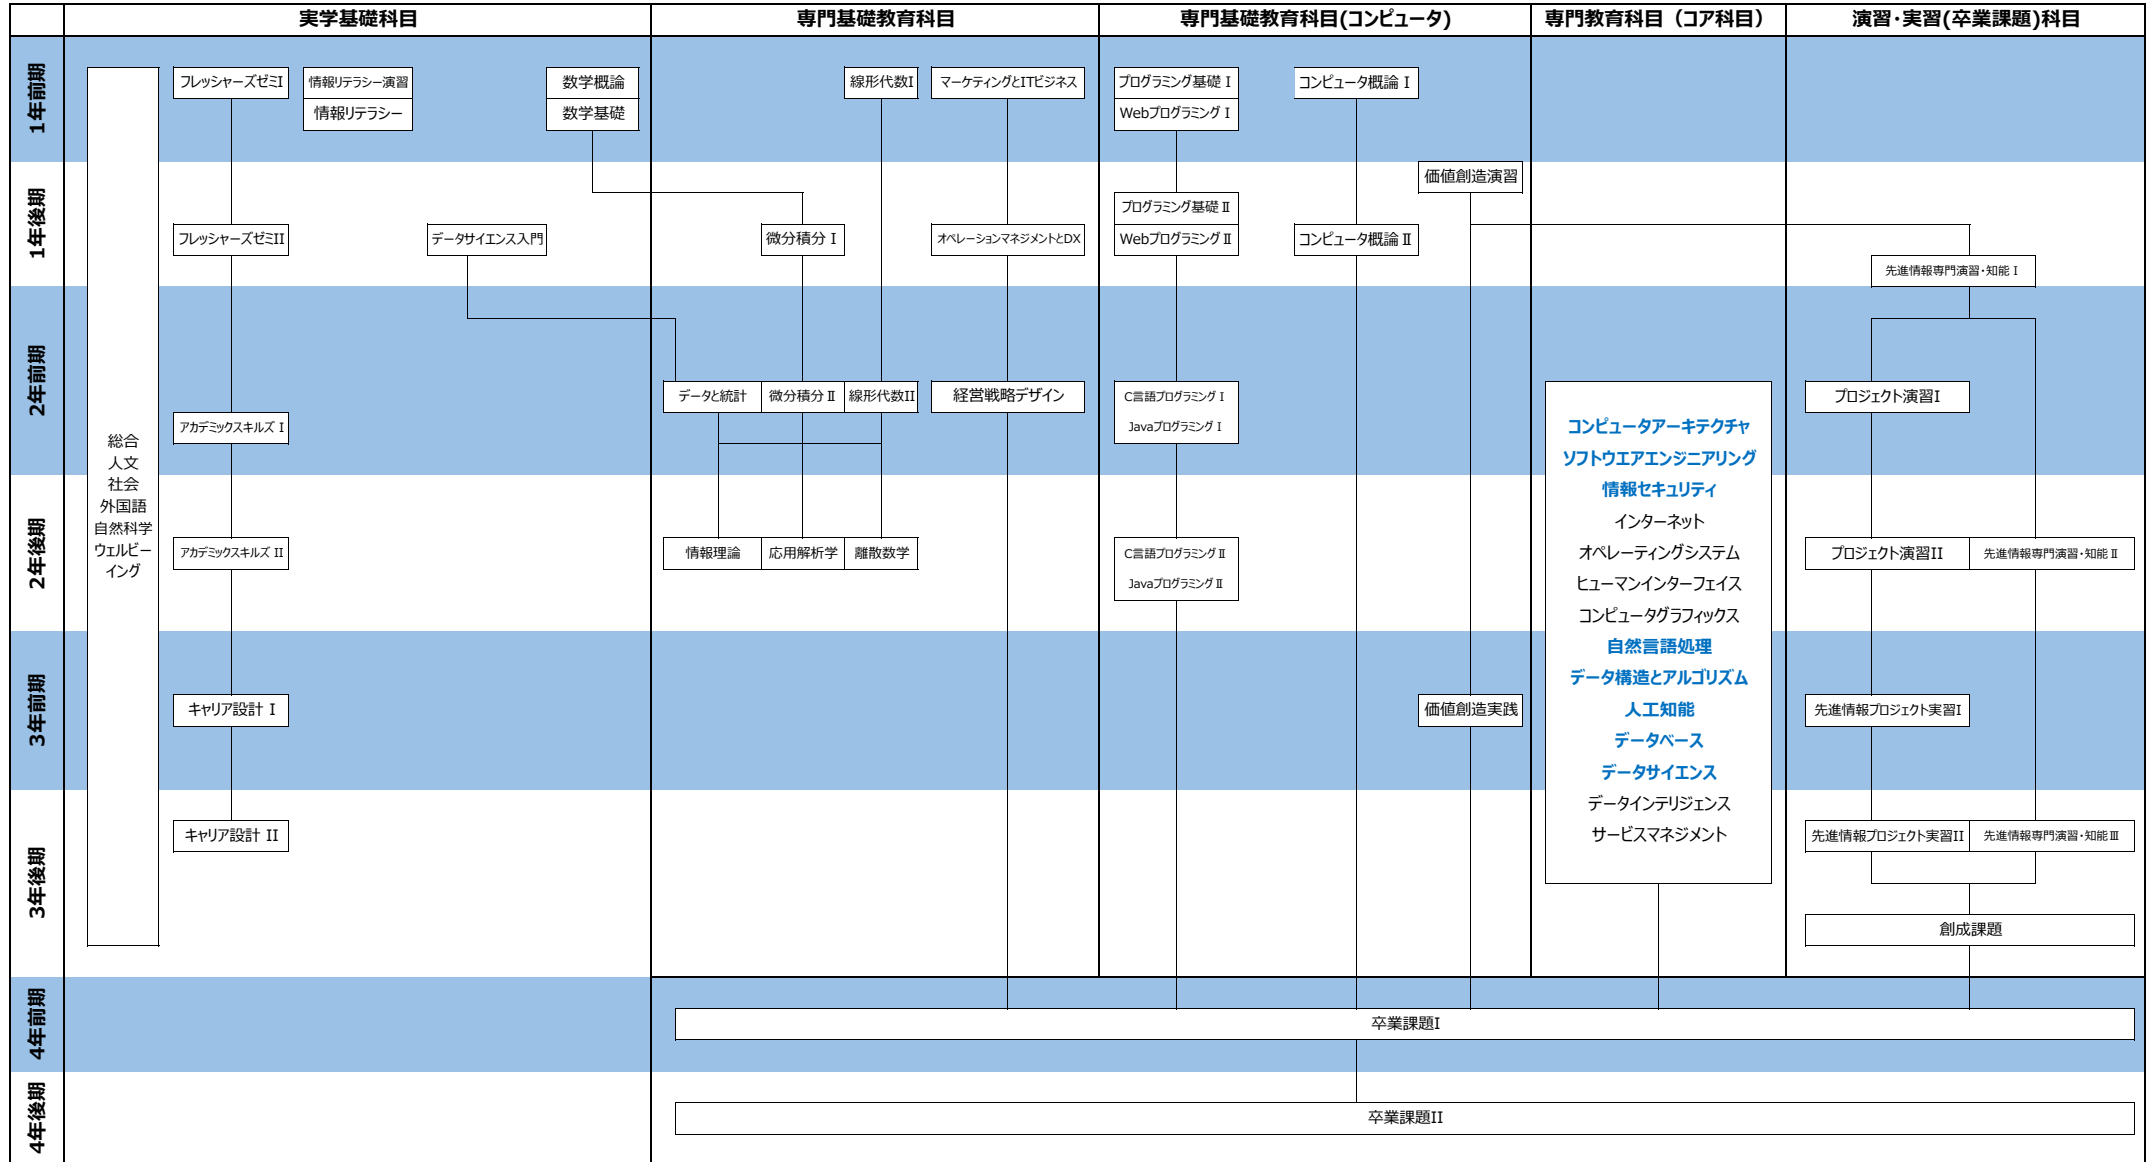 実学基礎科目
専門基礎教育科目
専門基礎教育科目(コンピュータ)
専門教育科目（コア科目）
演習・実習(卒業課題)科目
1年前期
フレッシャーズゼミI
情報リテラシー演習
情報リテラシー
数学概論
数学基礎
線形代数I
マーケティングとITビジネス
プログラミング基礎Ⅰ
Webプログラミング Ⅰ
コンピュータ概論 Ⅰ
1年後期
価値創造演習
フレッシャーズゼミII
データサイエンス入門
微分積分Ⅰ
オペレーションマネジメントとDX
プログラミング基礎Ⅱ
WebプログラミングⅡ
コンピュータ概論Ⅱ
先進情報専門演習・知能Ⅰ
2年前期
アカデミックスキルズⅠ
データと統計
微分積分Ⅱ
線形代数II
経営戦略デザイン
C言語プログラミングⅠ
JavaプログラミングⅠ
プロジェクト演習I
総合
人文
社会
外国語
自然科学
ウェルビー
イング
コンピュータアーキテクチャ
ソフトウエアエンジニアリング
情報セキュリティ
インターネット
オペレーティングシステム
ヒューマンインターフェイス
コンピュータグラフィックス
自然言語処理
データ構造とアルゴリズム
人工知能
データベース
データサイエンス
データインテリジェンス
サービスマネジメント
2年後期
アカデミックスキルズ II
情報理論
応用解析学
離散数学
C言語プログラミングⅡ
JavaプログラミングⅡ
プロジェクト演習II
先進情報専門演習・知能Ⅱ
3年前期
キャリア設計 I
価値創造実践
先進情報プロジェクト実習I
3年後期
キャリア設計 II
先進情報プロジェクト実習II
先進情報専門演習・知能Ⅲ
創成課題
4年前期
卒業課題I
4年後期
卒業課題II